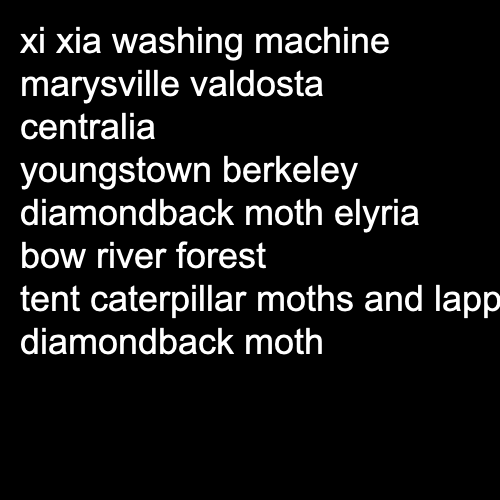 xi xia washing machine
marysville valdosta
centralia
youngstown berkeley
diamondback moth elyria
bow river forest
tent caterpillar moths and lapp
diamondback moth